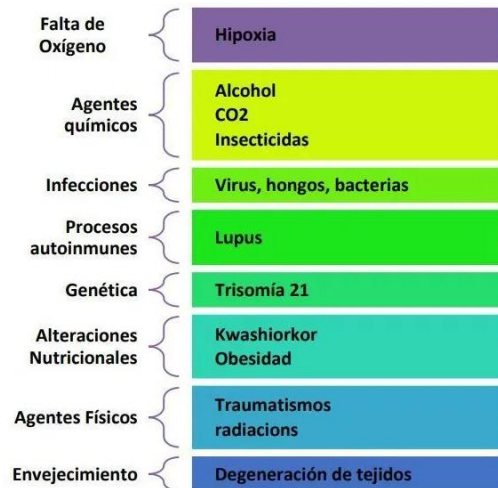 Falta de
Oxígeno
Hipoxia
Agentes
químicos
Alcohol
CO2
Insecticidas
Infecciones
Virus, hongos, bacterias
Procesos
autoinmunes
Lupus
Genética
Trisomía 21
Alteraciones
Nutricionales
Kwashiorkor
Obesidad
Agentes Físicos
Traumatismos
radiacions
Envejecimiento
Degeneración de tejidos